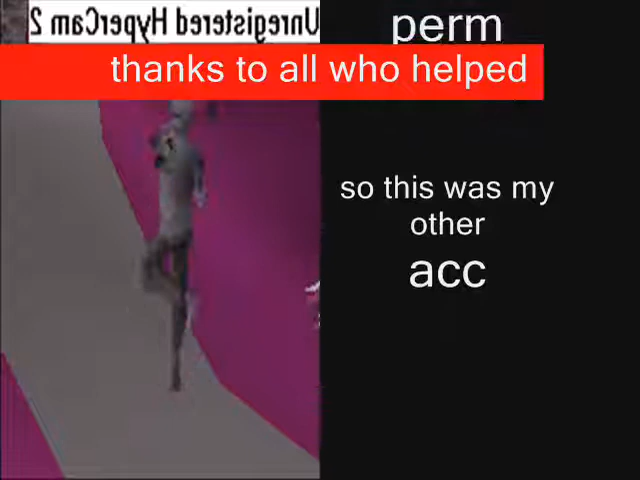 Unregistered HyperCam 2
perm
thanks to all who helped
so this was my
other
acc